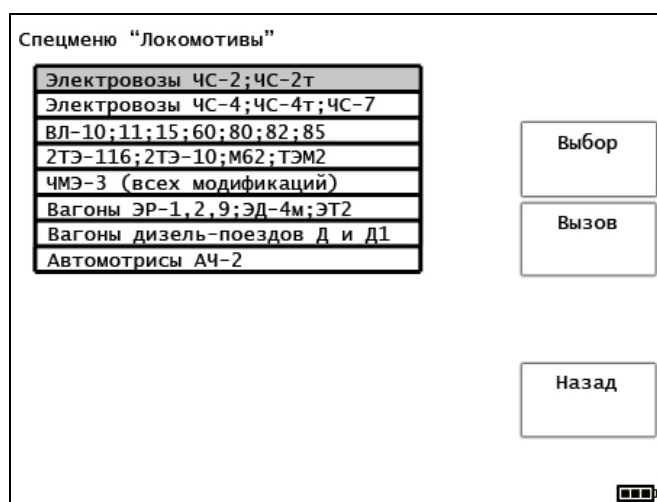 Спецменю “Локомотивы”
Электровозы ЧС-2;ЧС-2т
Электровозы ЧС-4;ЧС-4т;ЧС-7
ВЛ-10;11;15;60;80;82;85
2ТЭ-116;2ТЭ-10;М62;ТЭМ2
ЧМЭ-3 (всех модификаций)
Вагоны ЭР-1,2,9;ЭД-4м;ЭТ2
Вагоны дизель-поездов Д и Д1
Автомотрисы АЧ-2
Выбор
Вызов
Назад